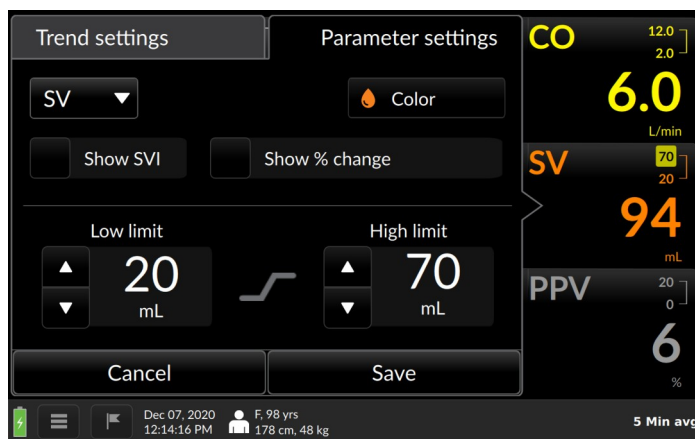 Trend settings
Parameter settings
SV
Color
Show SVI
Show % change
Low limit
High limit
20
70
mL
mL
Cancel
Save
CO
12.0
2.0
6.0
L/min
SV
70
20
94
mL
PPV
20
0
6
%
Dec 07, 2020
12:14:16 PM
F, 98 yrs
178 cm, 48 kg
5 Min avg